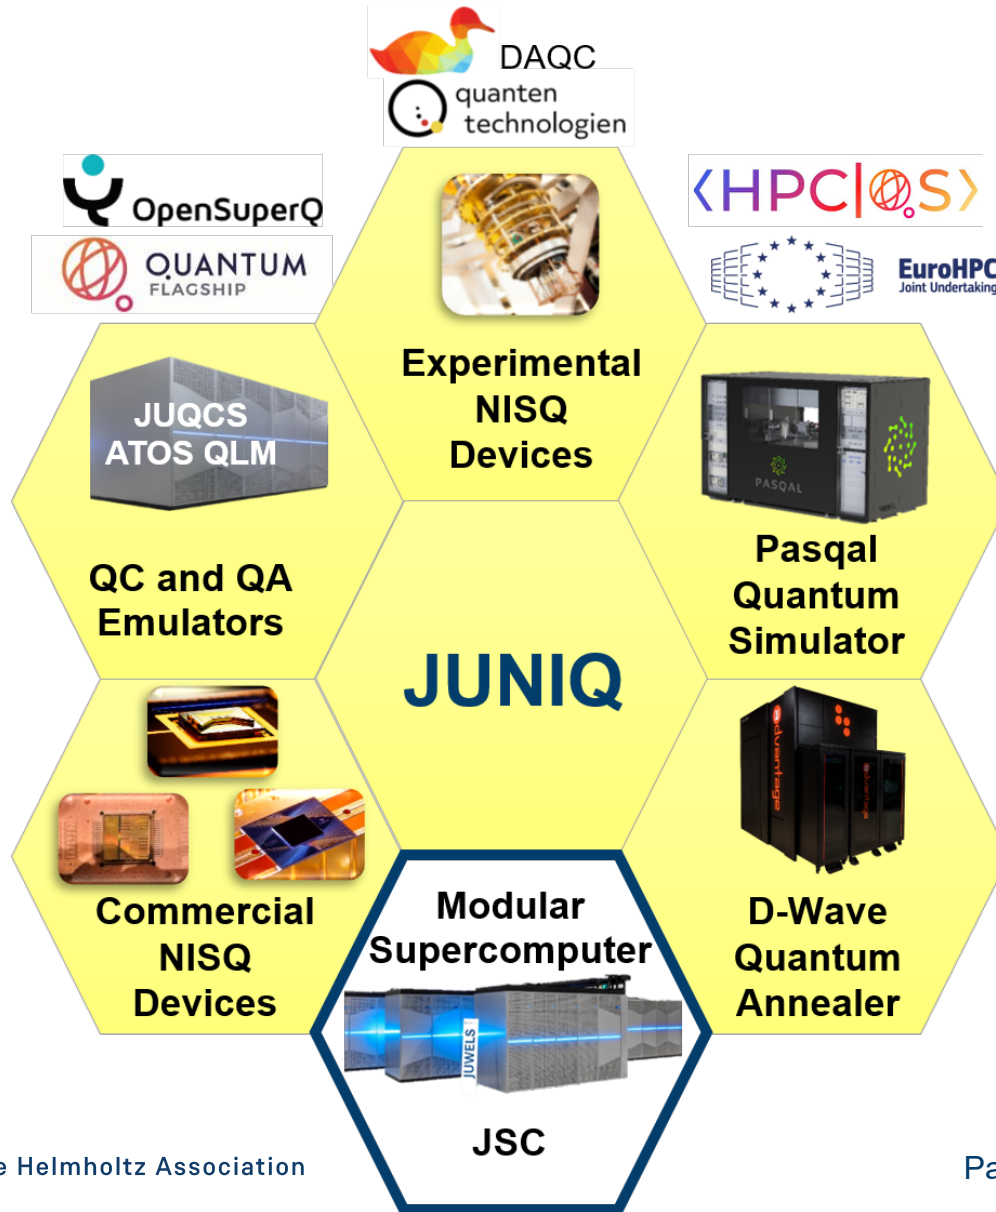 DAQC
quanten
technologien
OpenSuperQ
QUANTUM
FLAGSHIP
<HPC|QS>
EuroHPC
Joint Undertaking
Experimental
NISQ
Devices
JUQCS
ATOS QLM
QC and QA
Emulators
PASQAL
Pasqal
Quantum
Simulator
JUNIQ
Commercial
NISQ
Devices
advantage
advantage
D-Wave
Quantum
Annealer
Modular
Supercomputer
JUWELS
JSC
e Helmholtz Association
Pa